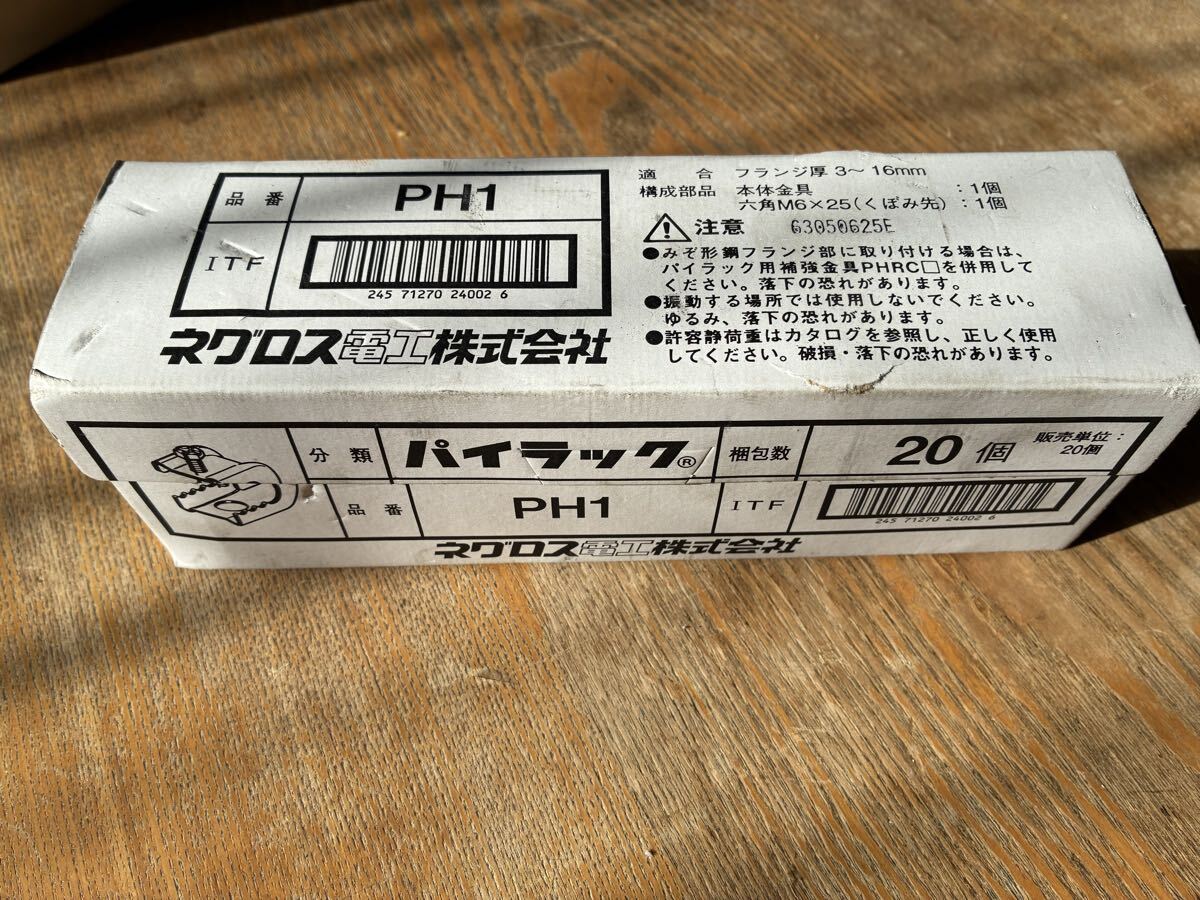 品番 PH1
ITF
245 71270 24002 6
ネグロス電工株式会社
適合 フランジ厚 3〜16mm
構成部品 本体金具 :1個
六角M6×25(くぼみ先):1個
注意 63050625E
●みぞ形鋼フランジ部に取り付ける場合は、
パイラック用補強金具PHRC□を併用して
ください。落下の恐れがあります。
●振動する場所では使用しないでください。
ゆるみ、落下の恐れがあります。
●許容静荷重はカタログを参照し、正しく使用
してください。破損・落下の恐れがあります。
分類 パイラック® 梱包数 20個 販売単位:
20個
品番 PH1 ITF
245 71270 24002 6
ネグロス電工株式会社